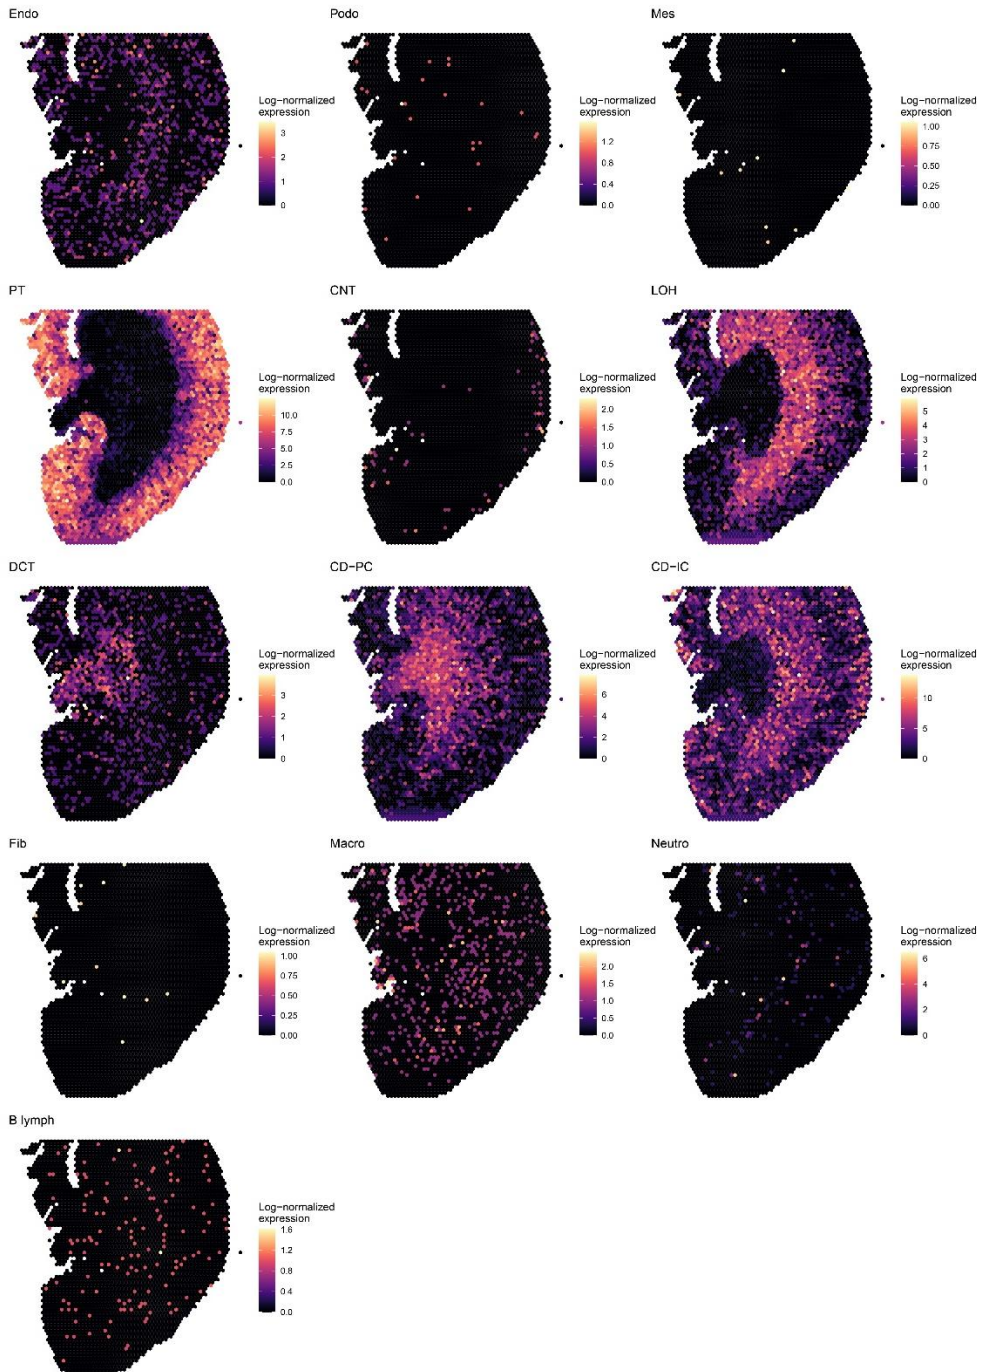 Endo
Podo
Mes
Log-normalized
expression
3
2
1
0
Log-normalized
expression
1.2
0.8
0.4
0.0
Log-normalized
expression
1.00
0.75
0.50
0.25
0.00
PT
CNT
LOH
Log-normalized
expression
10.0
7.5
5.0
2.5
0.0
Log-normalized
expression
2.0
1.5
1.0
0.5
0.0
Log-normalized
expression
5
4
3
2
1
0
DCT
CD-PC
CD-IC
Log-normalized
expression
3
2
1
0
Log-normalized
expression
6
4
2
0
Log-normalized
expression
10
5
0
Fib
Macro
Neutro
Log-normalized
expression
1.00
0.75
0.50
0.25
0.00
Log-normalized
expression
2.0
1.5
1.0
0.5
0.0
Log-normalized
expression
6
4
2
0
B lymph
Log-normalized
expression
1.6
1.2
0.8
0.4
0.0